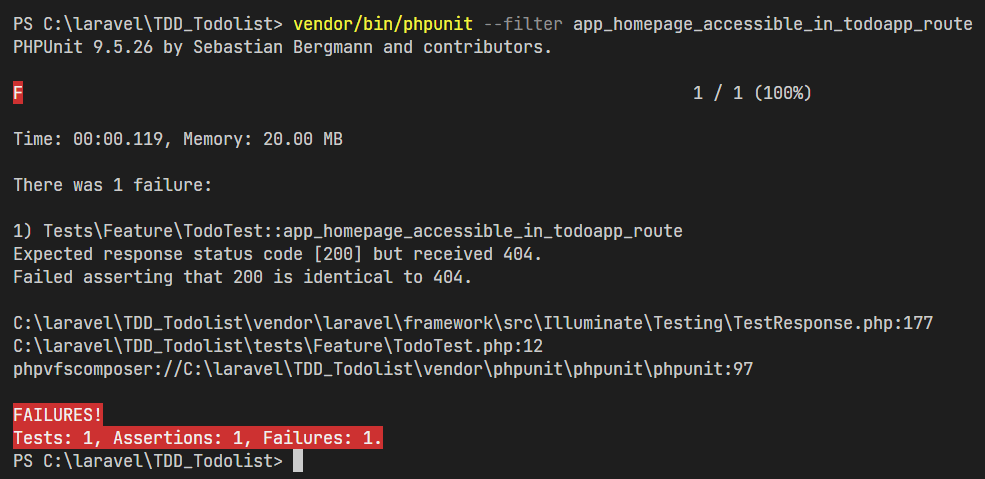 PS C:\laravel\TDD_Todolist> vendor/bin/phpunit --filter app_homepage_accessible_in_todoapp_route
PHPUnit 9.5.26 by Sebastian Bergmann and contributors.
F 1 / 1 (100%)
Time: 00:00.119, Memory: 20.00 MB
There was 1 failure:
1) Tests\Feature\TodoTest::app_homepage_accessible_in_todoapp_route
Expected response status code [200] but received 404.
Failed asserting that 200 is identical to 404.
C:\laravel\TDD_Todolist\vendor\laravel\framework\src\Illuminate\Testing\TestResponse.php:177
C:\laravel\TDD_Todolist\tests\Feature\TodoTest.php:12
phpvfscomposer://C:\laravel\TDD_Todolist\vendor\phpunit\phpunit\phpunit:97
FAILURES!
Tests: 1, Assertions: 1, Failures: 1.
PS C:\laravel\TDD_Todolist>